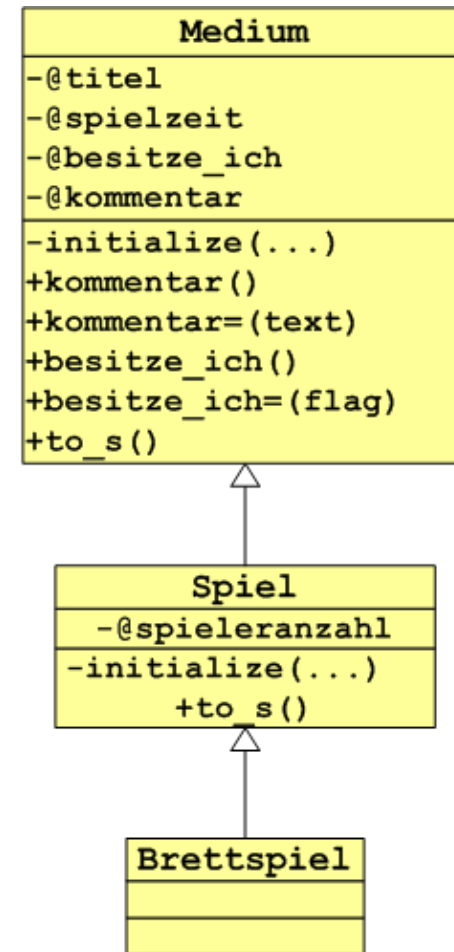 Medium
-@titel
-@spielzeit
-@besitze_ich
-@kommentar
-initialize(...)
+kommentar()
+kommentar=(text)
+besitze_ich()
+besitze_ich=(flag)
+to_s()
Spiel
-@spieleranzahl
-initialize(...)
+to_s()
Brettspiel